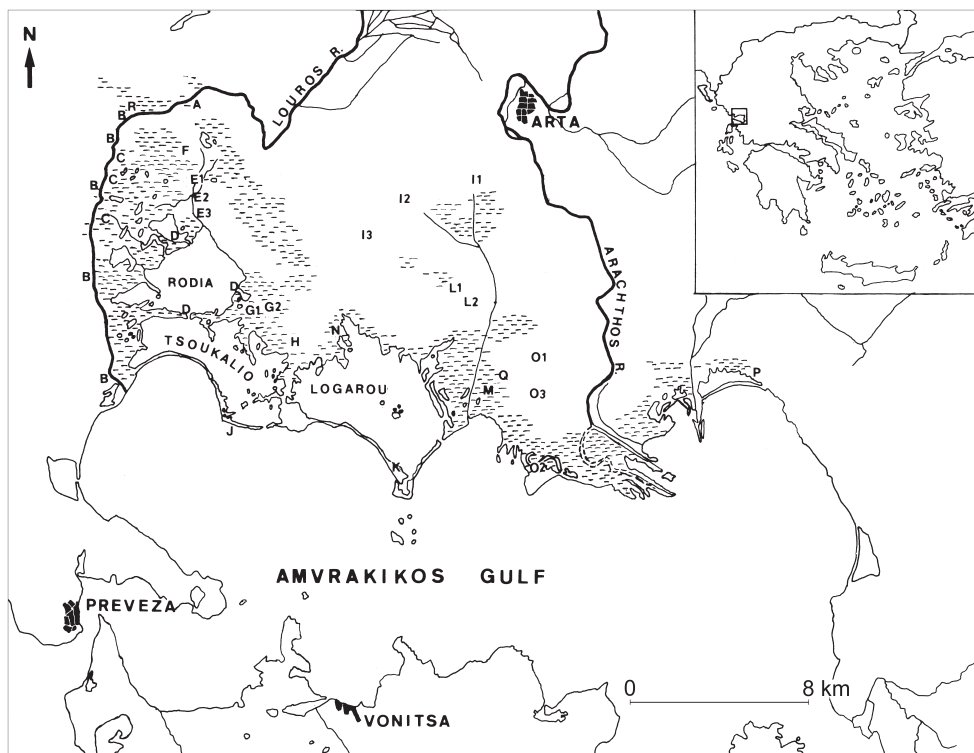 N
LOUROS R.
ARTA
R
A
B
B
F
C
C
B
E1
E2
E3
C
D
I1
I2
I3
RODIA
B
D
D
G1
G2
L1
L2
ARACHTHOS R.
TSOUKALIO
H
N
LOGAROU
B
J
K
O1
Q
M
O3
O2
P
AMVRAKIKOS GULF
PREVEZA
VONITSA
0 8 km